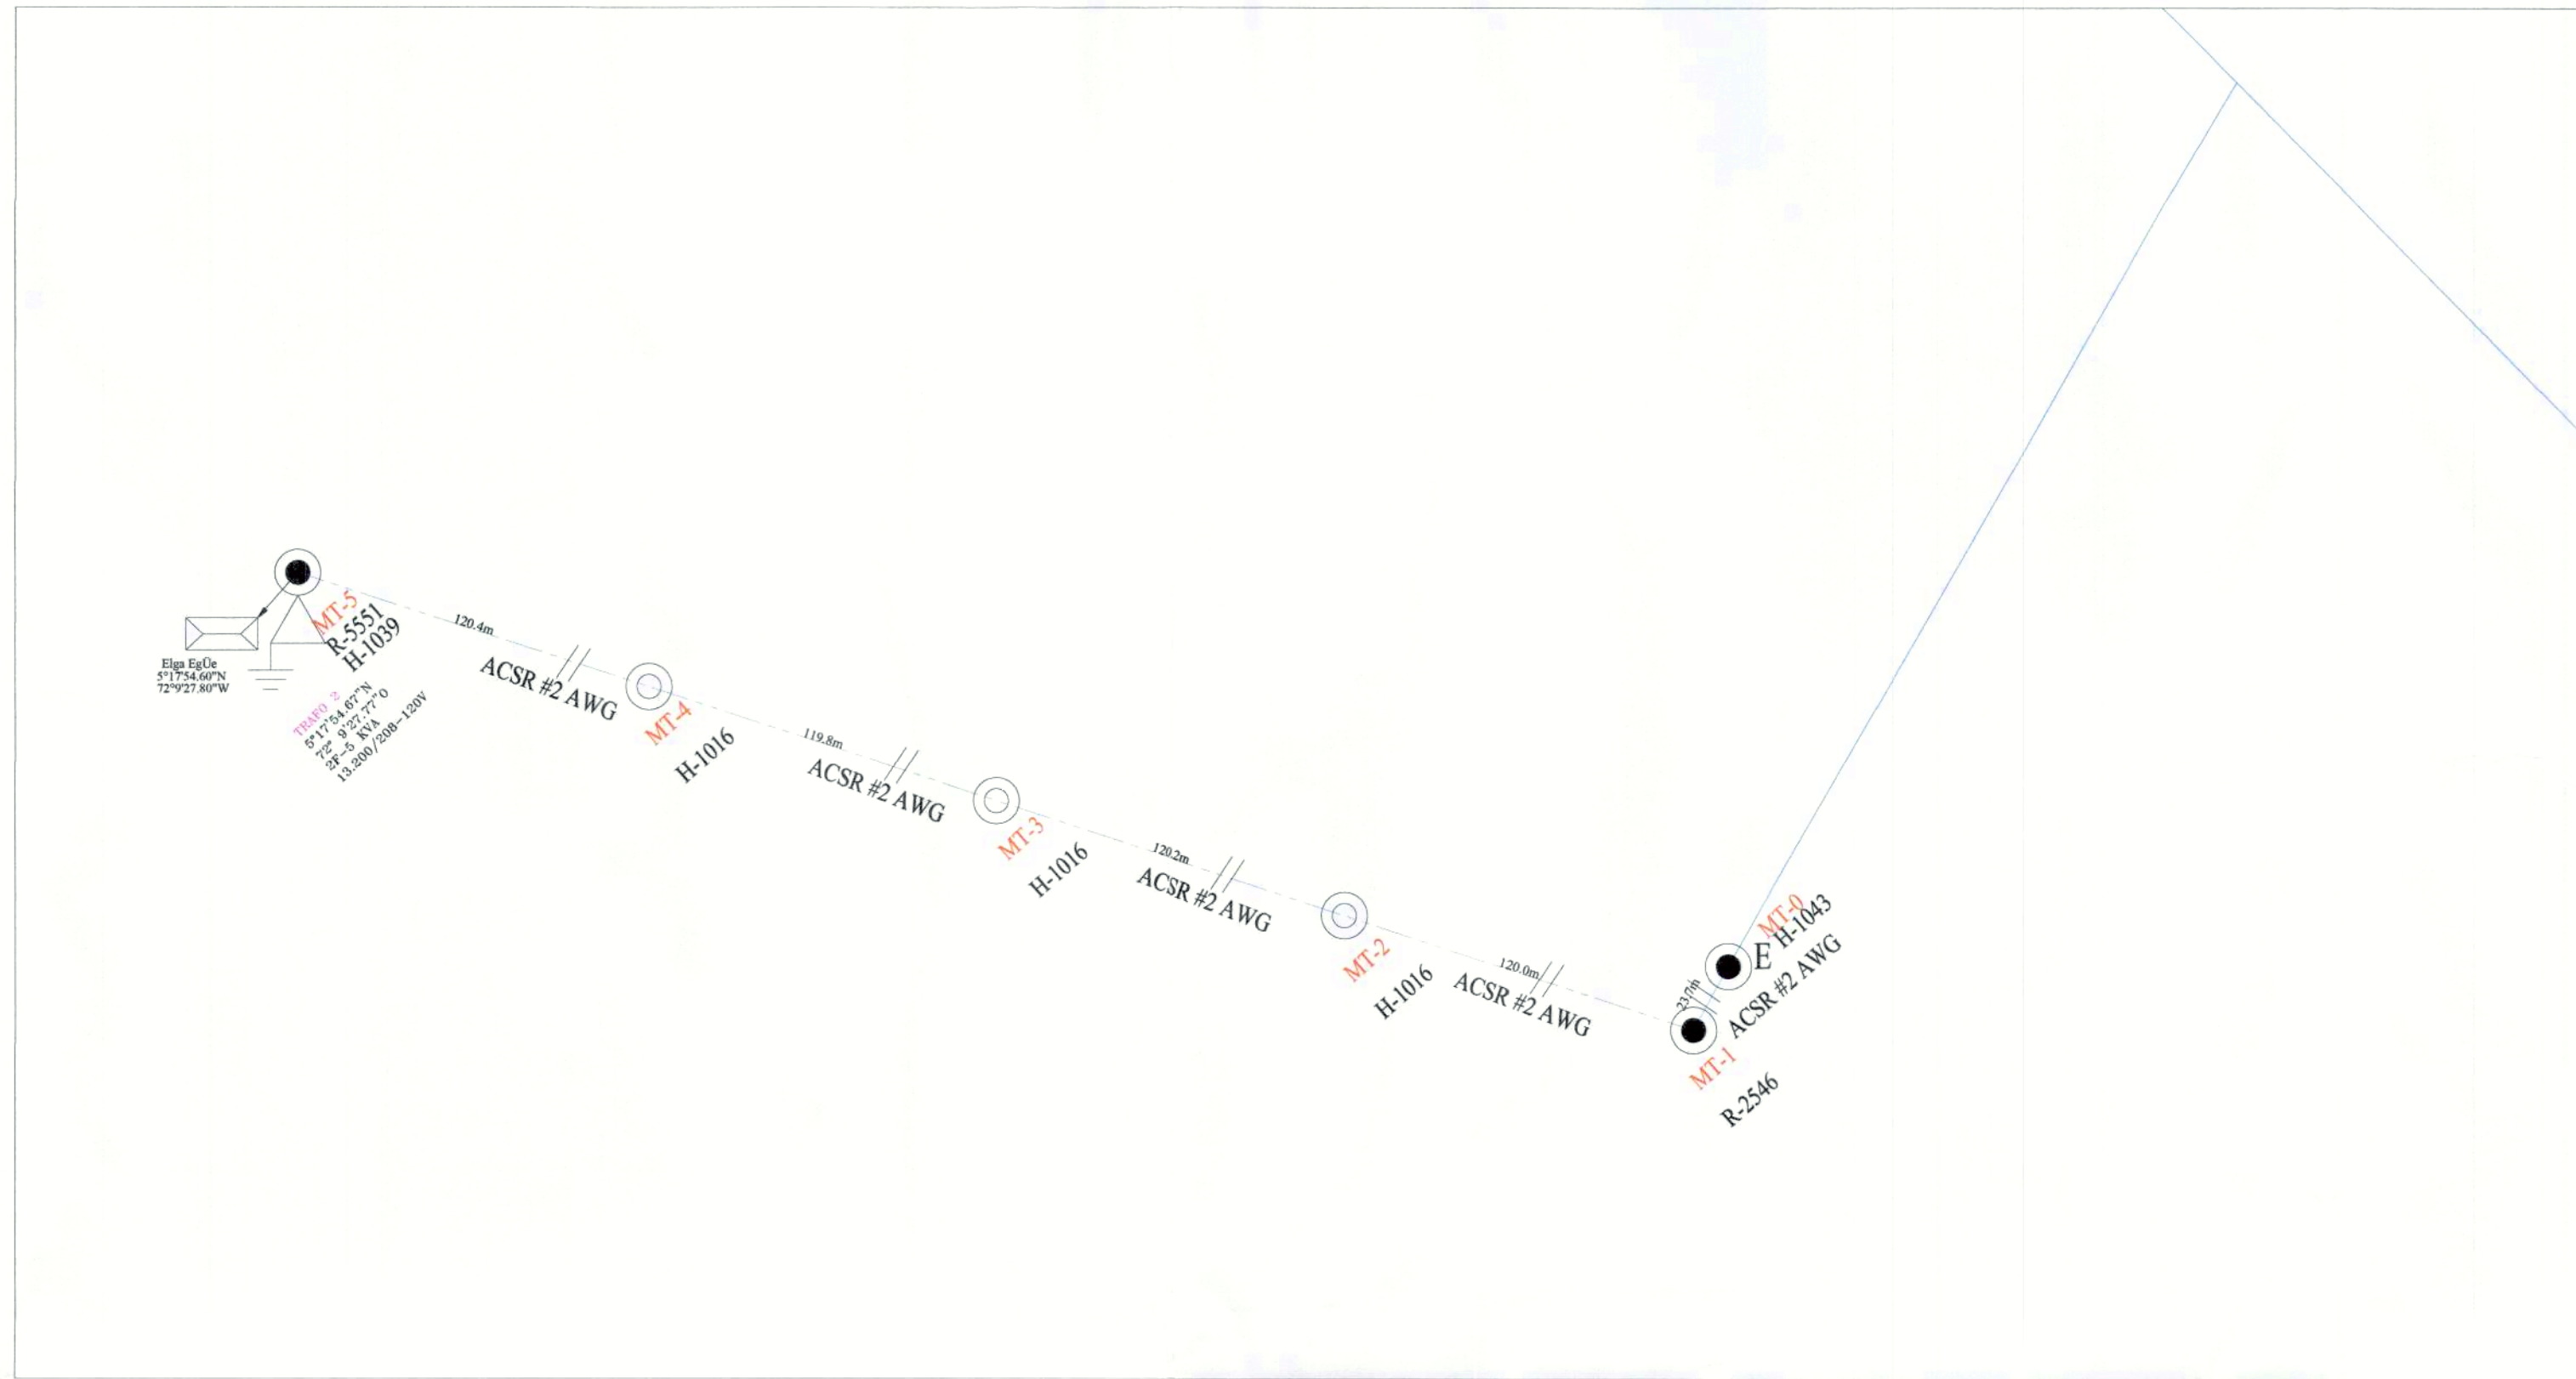 MT-5
R-5551
H-1039
Elga EgÜe
5°17'54,60"N
72°9'27,80"W
TRAFO 2
5°17'54.67"N
72° 9'27.77"O
2F-5 KVA
13.200/208-120V
120.4m
ACSR #2 AWG
MT-4
H-1016
119.8m
ACSR #2 AWG
MT-3
H-1016
120.2m
ACSR #2 AWG
MT-2
H-1016
120.0m
ACSR #2 AWG
MT-0
H-1043
E
ACSR #2 AWG
23.7m
MT-1
R-2546